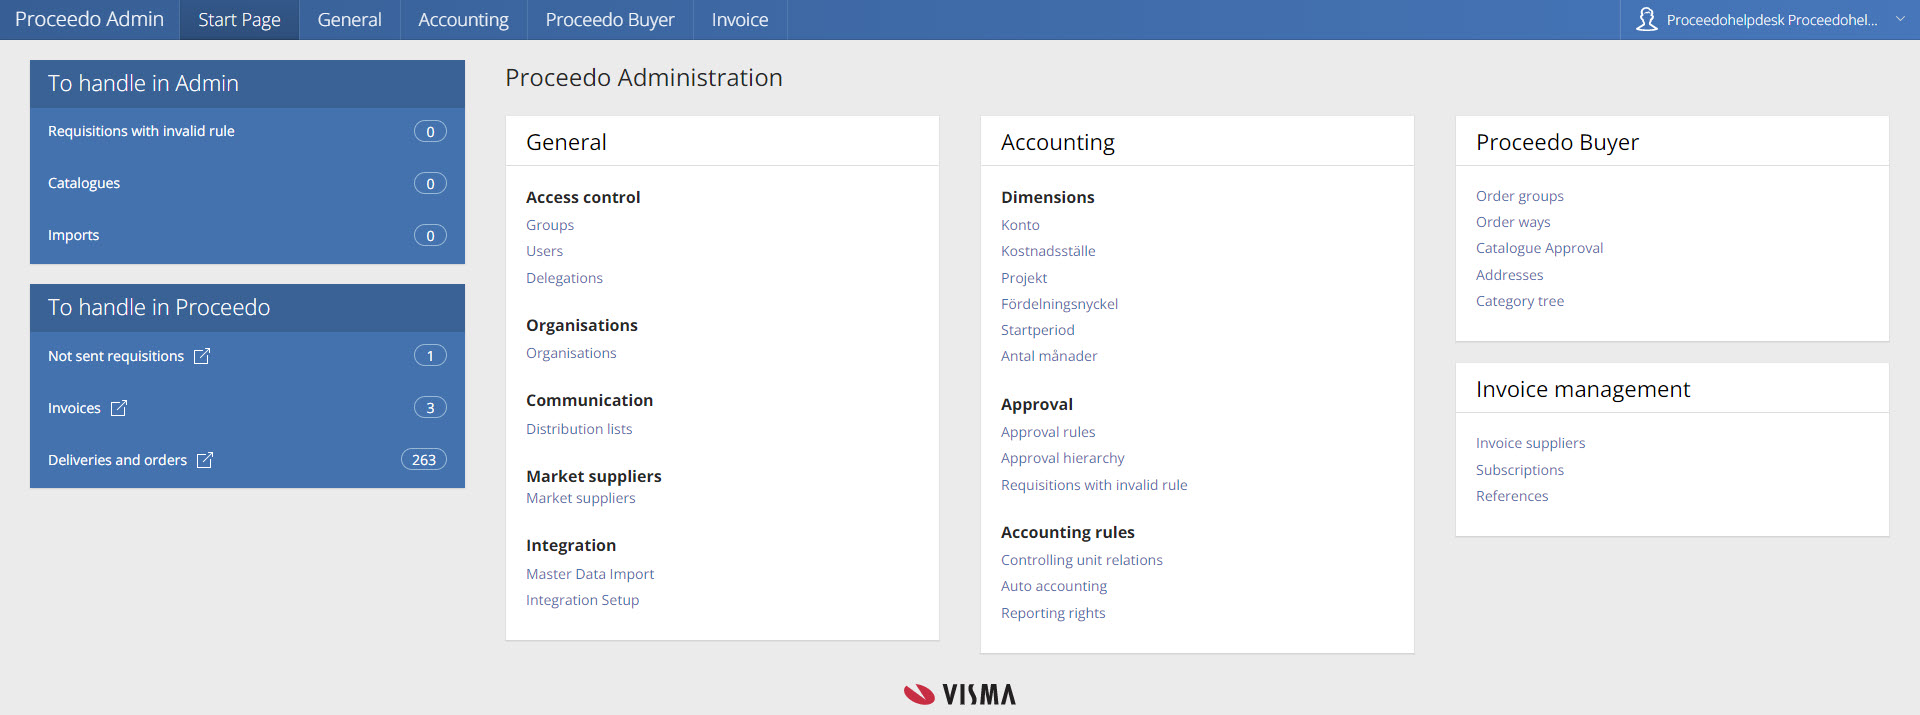 Proceedo Admin
Start Page
General
Accounting
Proceedo Buyer
Invoice
Proceedohelpdesk Proceedohel...
To handle in Admin
Requisitions with invalid rule 0
Catalogues 0
Imports 0
To handle in Proceedo
Not sent requisitions 1
Invoices 3
Deliveries and orders 263
Proceedo Administration
General
Access control
Groups
Users
Delegations
Organisations
Organisations
Communication
Distribution lists
Market suppliers
Market suppliers
Integration
Master Data Import
Integration Setup
Accounting
Dimensions
Konto
Kostnadsställe
Projekt
Fördelningsnyckel
Startperiod
Antal månader
Approval
Approval rules
Approval hierarchy
Requisitions with invalid rule
Accounting rules
Controlling unit relations
Auto accounting
Reporting rights
Proceedo Buyer
Order groups
Order ways
Catalogue Approval
Addresses
Category tree
Invoice management
Invoice suppliers
Subscriptions
References
VISMA